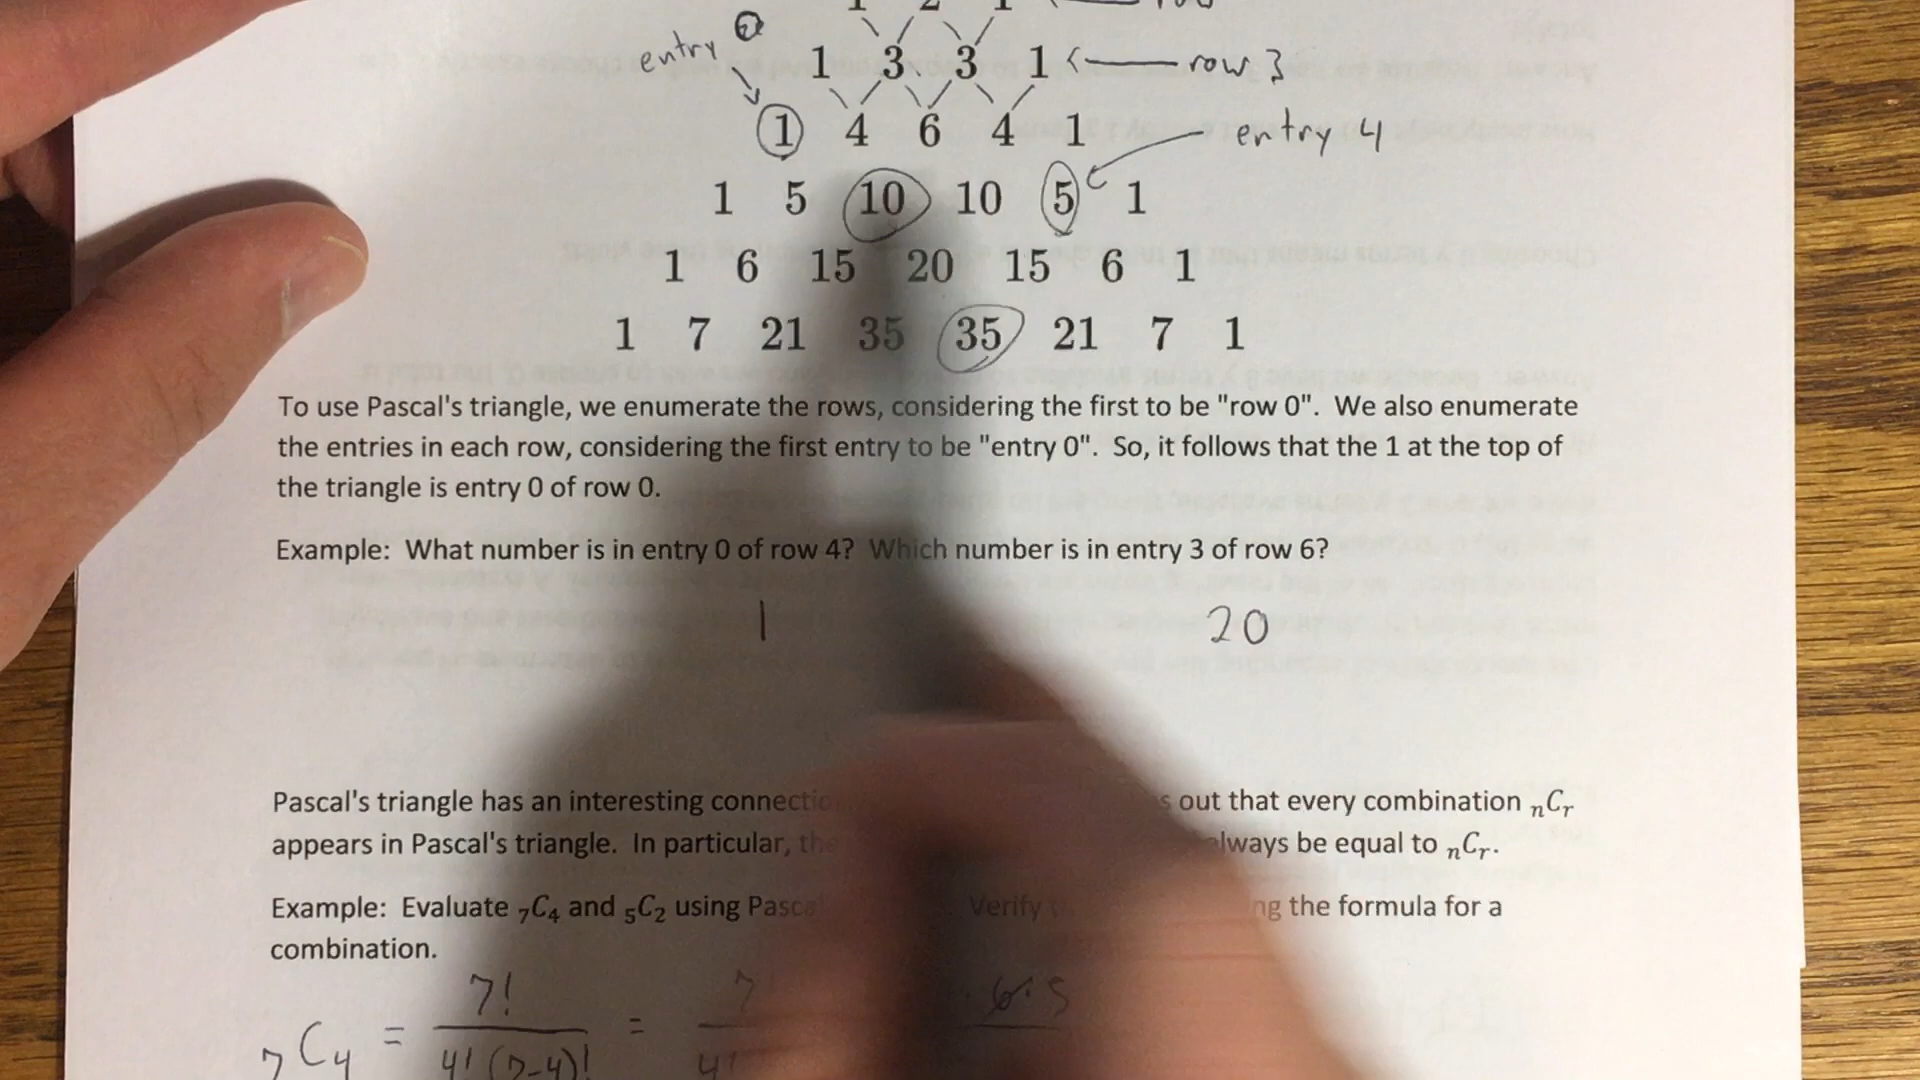 1 2 1
entry 0 1 3 3 1 row 3
1 4 6 4 1 entry 4
1 5 10 10 5 1
1 6 15 20 15 6 1
1 7 21 35 35 21 7 1
To use Pascal's triangle, we enumerate the rows, considering the first to be "row 0". We also enumerate
the entries in each row, considering the first entry to be "entry 0". So, it follows that the 1 at the top of
the triangle is entry 0 of row 0.
Example: What number is in entry 0 of row 4? Which number is in entry 3 of row 6?
1 20
Pascal's triangle has an interesting out that every combination nCr
appears in Pascal's triangle. In particular, always be equal to nCr.
Example: Evaluate 7C4 and 5C2 using Verify the formula for a
combination.
7C4 = 7!/4!(7-4)! =